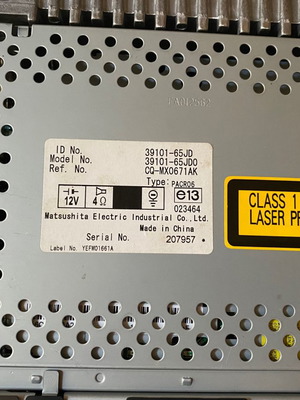 ID No. 39101-65JD
Model No. 39101-65JD0
Ref. No. CQ-MX0671AK
Type: PACR06
12V 4Ω e13
023464
Matsushita Electric Industrial Co.,Ltd.
Made in China
Serial No. 207957
Label No. YEFM01661A
CLASS 1
LASER PR